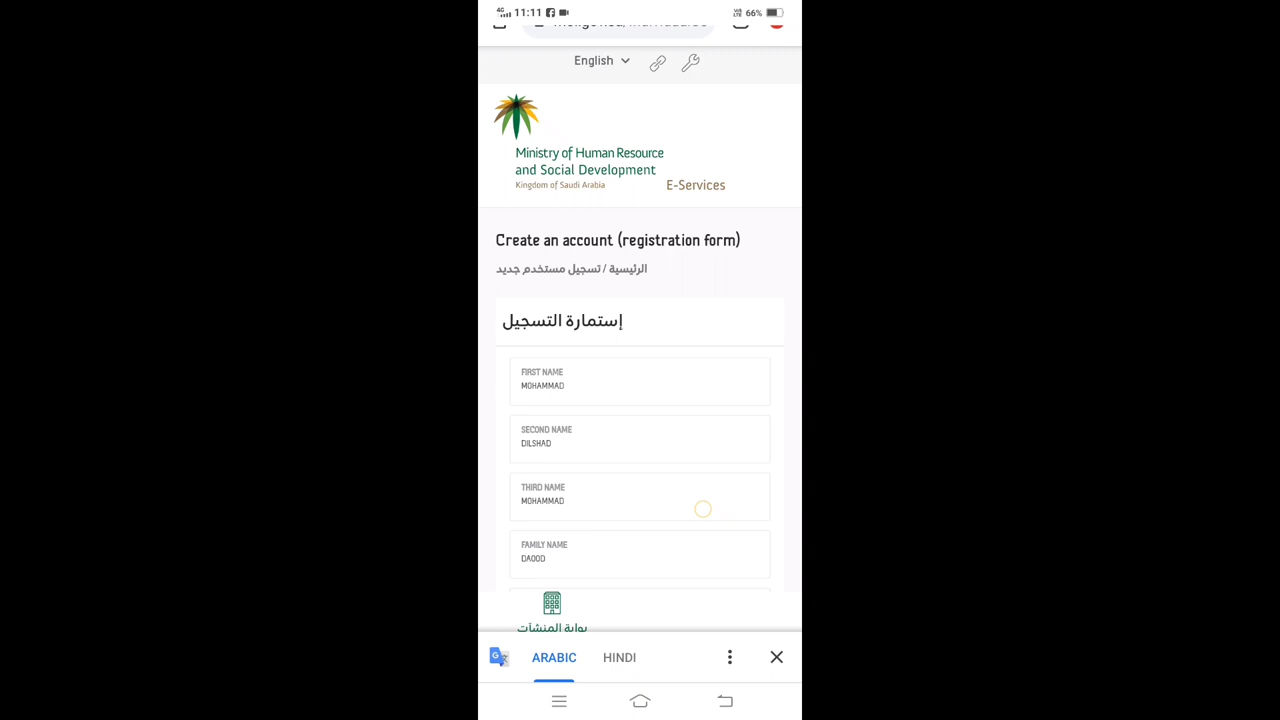 4G 11:11 66%
English
Ministry of Human Resource
and Social Development
Kingdom of Saudi Arabia
E-Services
Create an account (registration form)
الرئيسية / تسجيل مستخدم جديد
إستمارة التسجيل
FIRST NAME
MOHAMMAD
SECOND NAME
DILSHAD
THIRD NAME
MOHAMMAD
FAMILY NAME
DAOOD
بوابة المنشآت
ARABIC HINDI